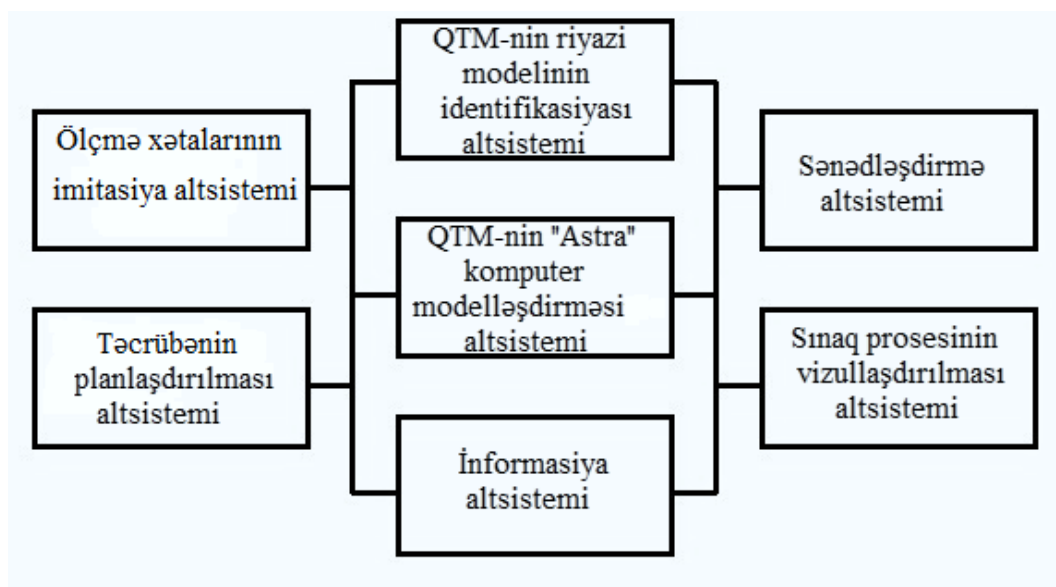 Ölçmə xətalarının
imitasiya altsistemi
Təcrübənin
planlaşdırılması
altsistemi
QTM-nin riyazi
modelinin
identifikasiyası
altsistemi
QTM-nin "Astra"
komputer
modelləşdirməsi
altsistemi
İnformasiya
altsistemi
Sənədləşdirmə
altsistemi
Sınaq prosesinin
vizullaşdırılması
altsistemi